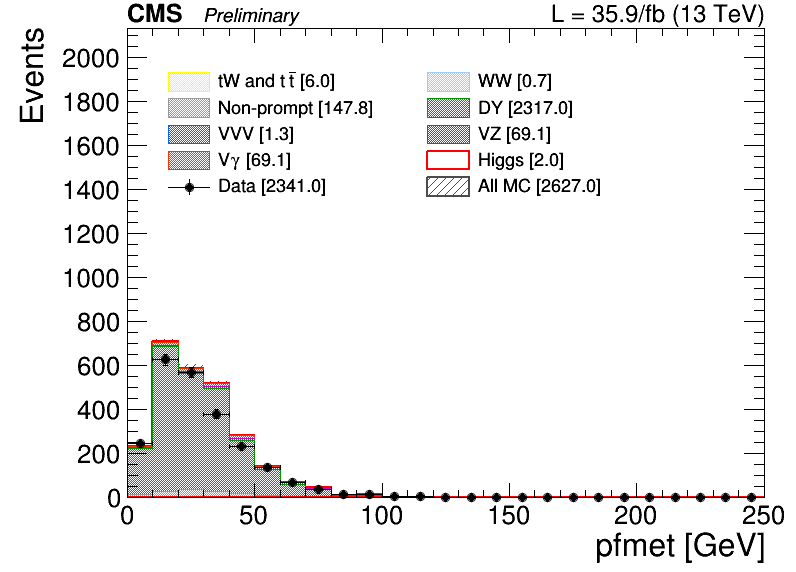 CMS Preliminary L = 35.9/fb (13 TeV)
Events
2000
1800
1600
1400
1200
1000
800
600
400
200
0
tW and t t̄ [6.0] WW [0.7]
Non-prompt [147.8] DY [2317.0]
VVV [1.3] VZ [69.1]
Vγ [69.1] Higgs [2.0]
Data [2341.0] All MC [2627.0]
0 50 100 150 200 250
pfmet [GeV]